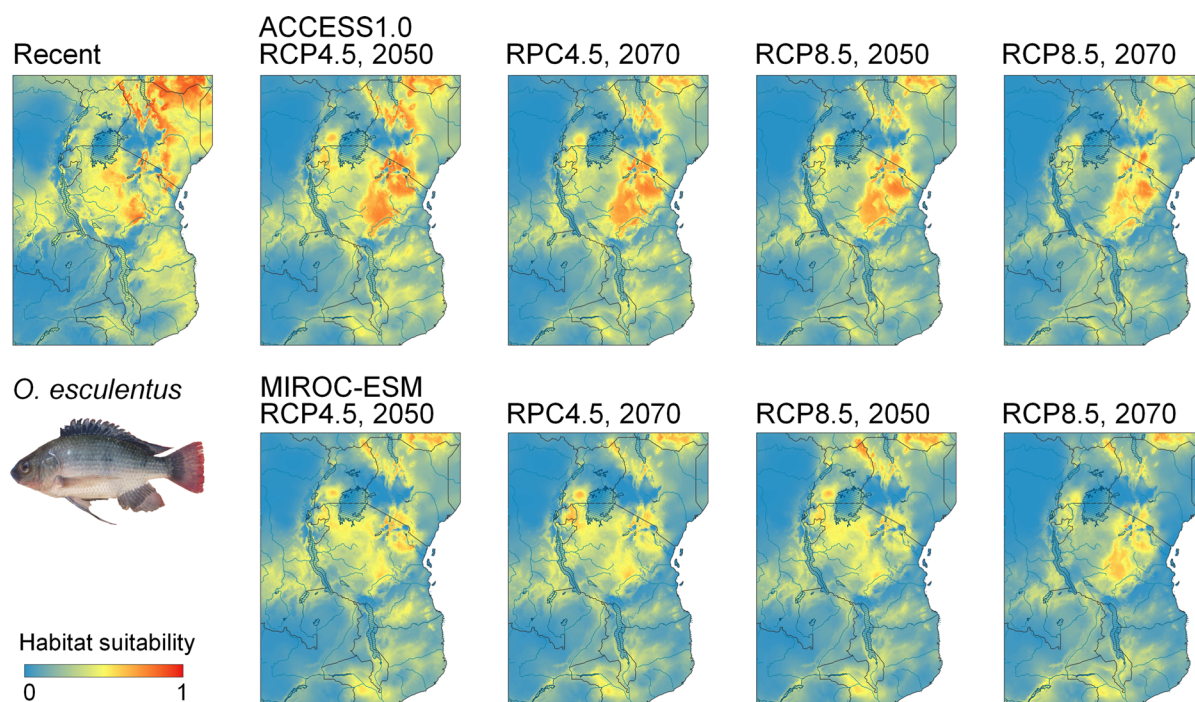 Recent
ACCESS1.0
RCP4.5, 2050
RPC4.5, 2070
RCP8.5, 2050
RCP8.5, 2070
O. esculentus
MIROC-ESM
RCP4.5, 2050
RPC4.5, 2070
RCP8.5, 2050
RCP8.5, 2070
Habitat suitability
0
1